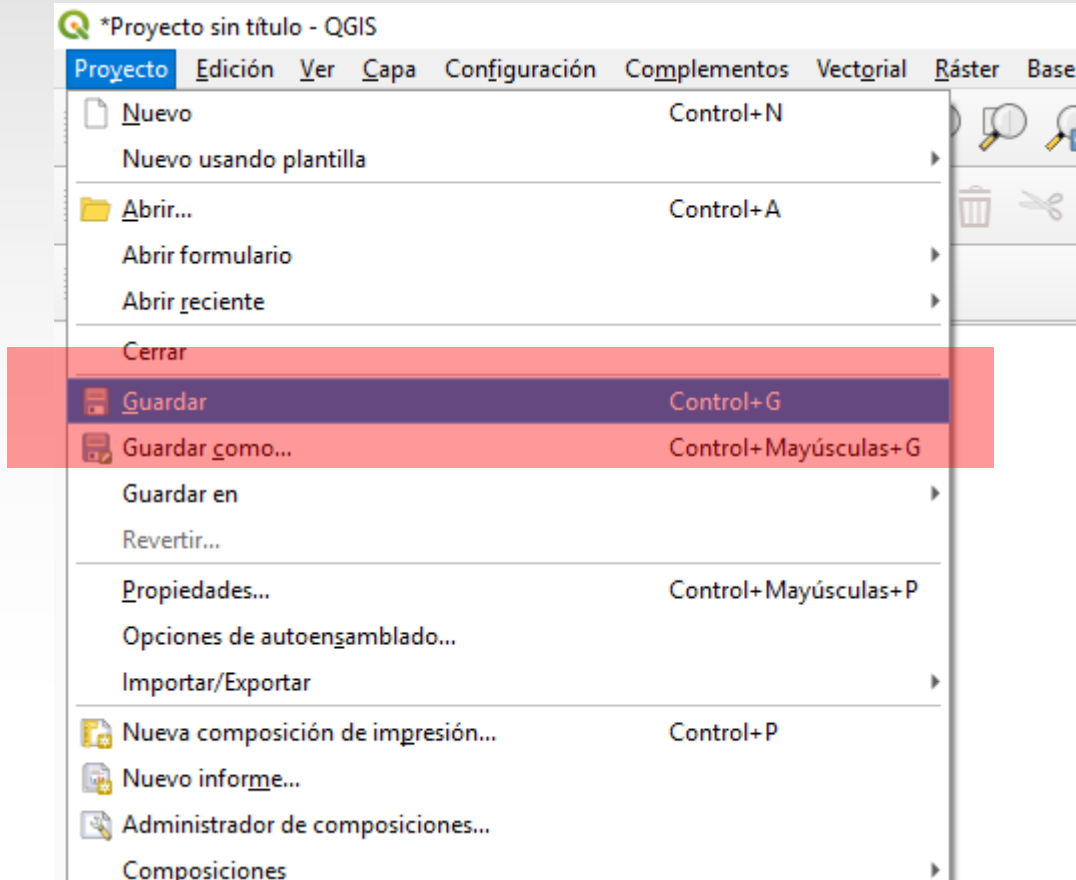 *Proyecto sin título - QGIS
Proyecto Edición Ver Capa Configuración Complementos Vectorial Ráster Base
Nuevo Control+N
Nuevo usando plantilla
Abrir... Control+A
Abrir formulario
Abrir reciente
Cerrar
Guardar Control+G
Guardar como... Control+Mayúsculas+G
Guardar en
Revertir...
Propiedades... Control+Mayúsculas+P
Opciones de autoensamblado...
Importar/Exportar
Nueva composición de impresión... Control+P
Nuevo informe...
Administrador de composiciones...
Composiciones